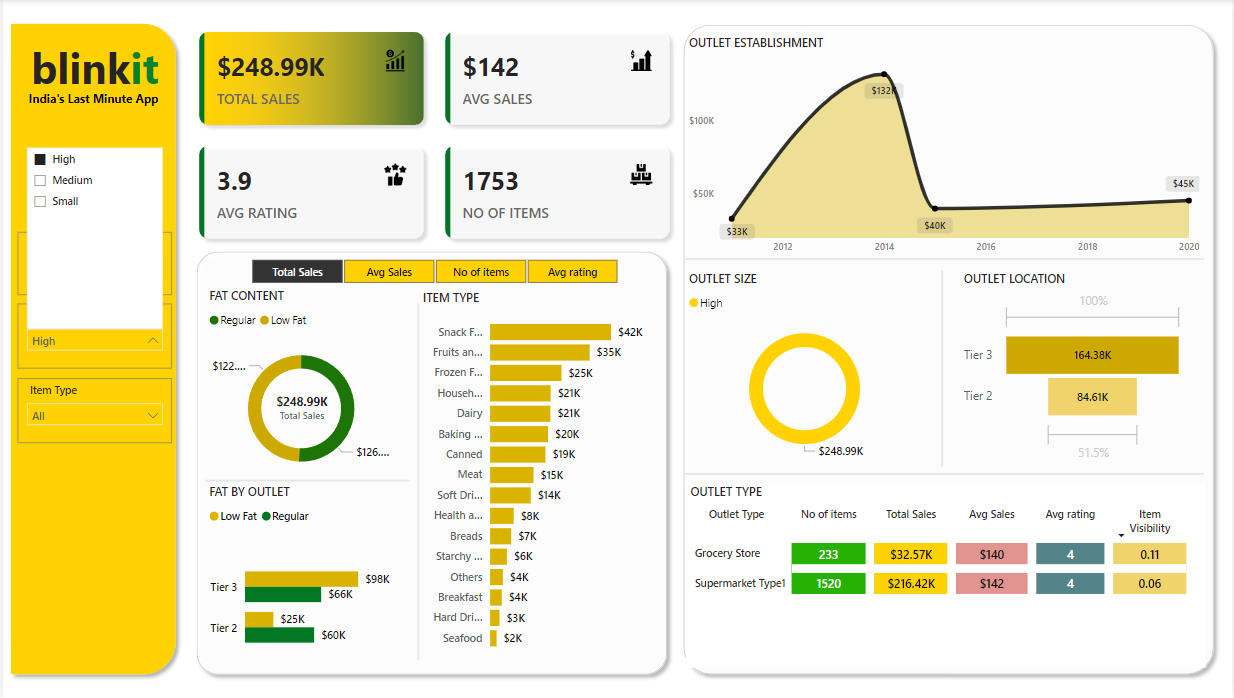 blinkit
India's Last Minute App
High
Medium
Small
High
Item Type
All
$248.99K
TOTAL SALES
$142
AVG SALES
3.9
AVG RATING
1753
NO OF ITEMS
Total Sales
Avg Sales
No of items
Avg rating
FAT CONTENT
Regular Low Fat
$122....
$248.99K
Total Sales
$126....
FAT BY OUTLET
Low Fat Regular
Tier 3 $98K
$66K
Tier 2 $25K
$60K
ITEM TYPE
Snack F... $42K
Fruits an... $35K
Frozen F... $25K
Househ... $21K
Dairy $21K
Baking ... $20K
Canned $19K
Meat $15K
Soft Dri... $14K
Health a... $8K
Breads $7K
Starchy ... $6K
Others $4K
Breakfast $4K
Hard Dri... $3K
Seafood $2K
OUTLET ESTABLISHMENT
$132K
$100K
$50K
$45K
$33K
$40K
2012 2014 2016 2018 2020
OUTLET SIZE
High
$248.99K
OUTLET LOCATION
100%
Tier 3 164.38K
Tier 2 84.61K
51.5%
OUTLET TYPE
Outlet Type No of items Total Sales Avg Sales Avg rating Item
Visibility
Grocery Store 233 $32.57K $140 4 0.11
Supermarket Type1 1520 $216.42K $142 4 0.06